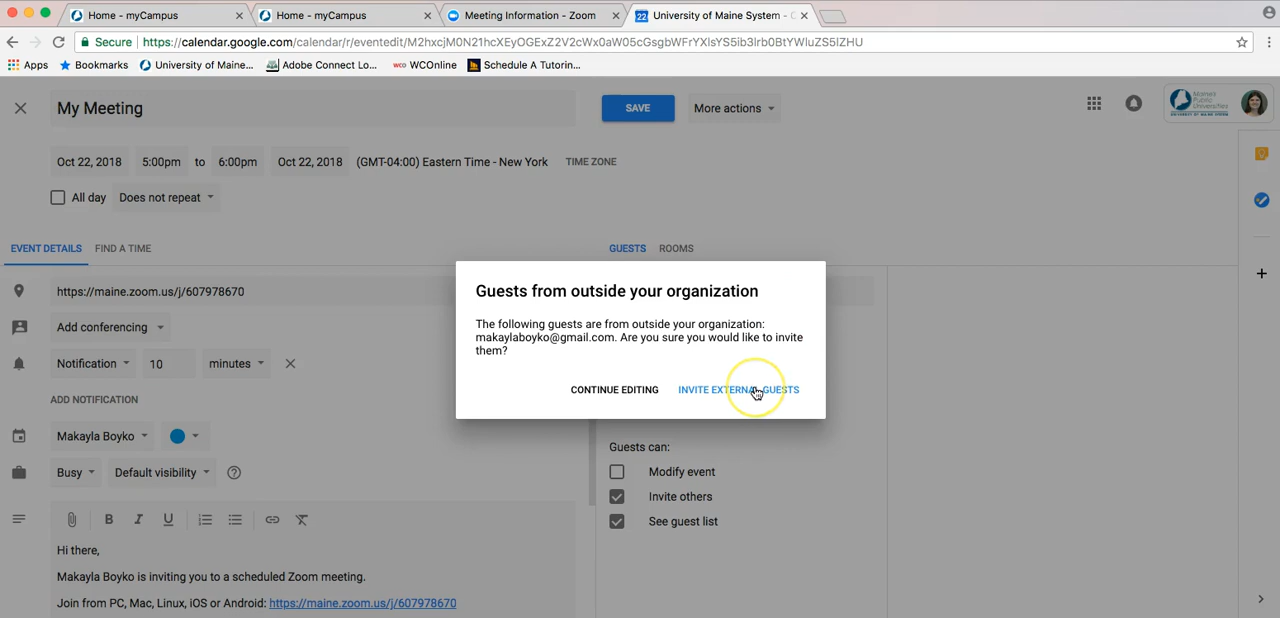 Home - myCampus
Home - myCampus
Meeting Information - Zoom
22 University of Maine System - C
Secure https://calendar.google.com/calendar/r/eventedit/M2hxcjM0N21hcXEyOGExZ2V2cWx0aW05cGsgbWFrYXlsYS5ib3lrb0BtYWluZS5lZHU
Apps Bookmarks University of Maine... Adobe Connect Lo... WCOnline Schedule A Tutorin...
My Meeting
SAVE
More actions
Oct 22, 2018 5:00pm to 6:00pm Oct 22, 2018 (GMT-04:00) Eastern Time - New York TIME ZONE
All day Does not repeat
EVENT DETAILS FIND A TIME
GUESTS ROOMS
https://maine.zoom.us/j/607978670
Add conferencing
Notification 10 minutes
ADD NOTIFICATION
Makayla Boyko
Busy Default visibility
B I U
Hi there,
Makayla Boyko is inviting you to a scheduled Zoom meeting.
Join from PC, Mac, Linux, iOS or Android: https://maine.zoom.us/j/607978670
Guests from outside your organization
The following guests are from outside your organization:
makaylaboyko@gmail.com. Are you sure you would like to invite
them?
CONTINUE EDITING INVITE EXTERNAL GUESTS
Guests can:
Modify event
Invite others
See guest list